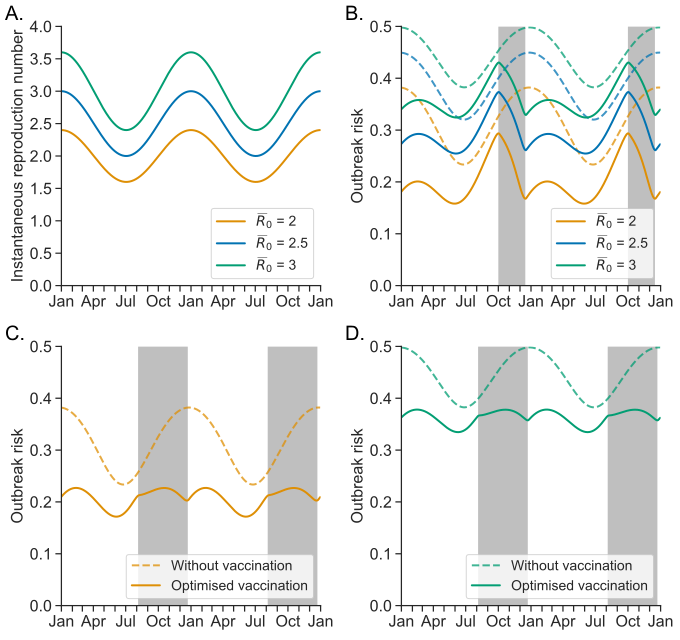 A.
Instantaneous reproduction number
4.0
3.5
3.0
2.5
2.0
1.5
1.0
0.5
0.0
Jan Apr Jul Oct Jan Apr Jul Oct Jan
R̅₀ = 2
R̅₀ = 2.5
R̅₀ = 3
B.
Outbreak risk
0.5
0.4
0.3
0.2
0.1
0.0
Jan Apr Jul Oct Jan Apr Jul Oct Jan
R̅₀ = 2
R̅₀ = 2.5
R̅₀ = 3
C.
Outbreak risk
0.5
0.4
0.3
0.2
0.1
0.0
Jan Apr Jul Oct Jan Apr Jul Oct Jan
Without vaccination
Optimised vaccination
D.
Outbreak risk
0.5
0.4
0.3
0.2
0.1
0.0
Jan Apr Jul Oct Jan Apr Jul Oct Jan
Without vaccination
Optimised vaccination